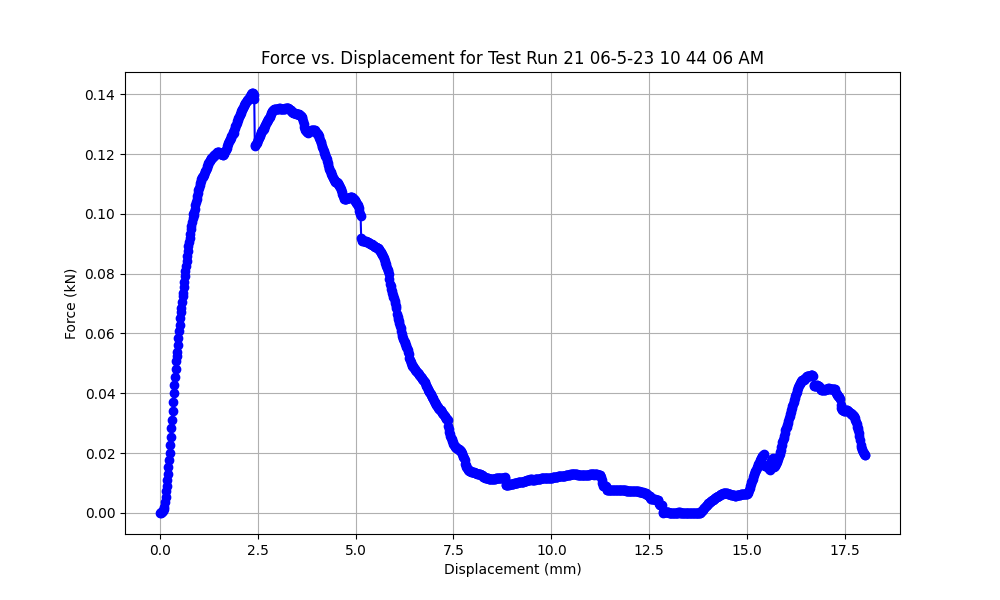 Force vs. Displacement for Test Run 21 06-5-23 10 44 06 AM
0.14
0.12
0.10
0.08
0.06
0.04
0.02
0.00
Force (kN)
0.0 2.5 5.0 7.5 10.0 12.5 15.0 17.5
Displacement (mm)